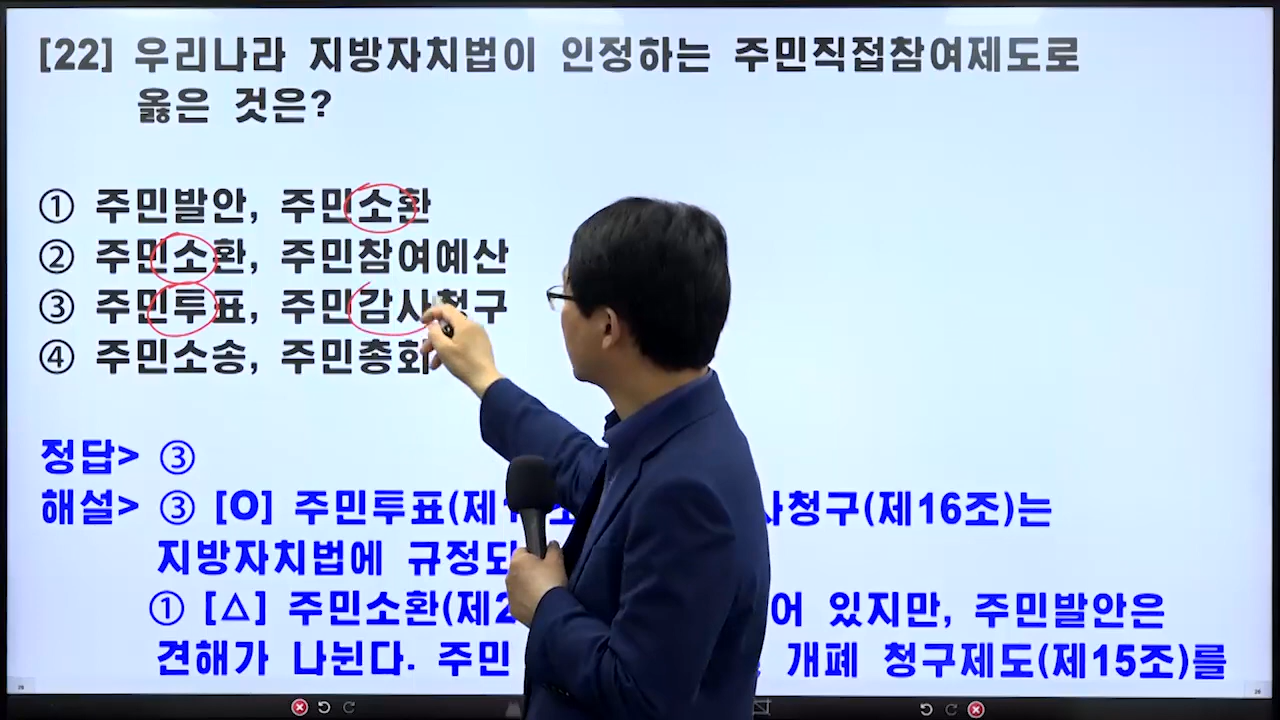 [22] 우리나라 지방자치법이 인정하는 주민직접참여제도로
옳은 것은?
① 주민발안, 주민소환
② 주민소환, 주민참여예산
③ 주민투표, 주민감사청구
④ 주민소송, 주민총회
정답> ③
해설> ③ [O] 주민투표(제1 사청구(제16조)는
지방자치법에 규정되
① [△] 주민소환(제2 어 있지만, 주민발안은
견해가 나뉜다. 주민 개폐 청구제도(제15조)를